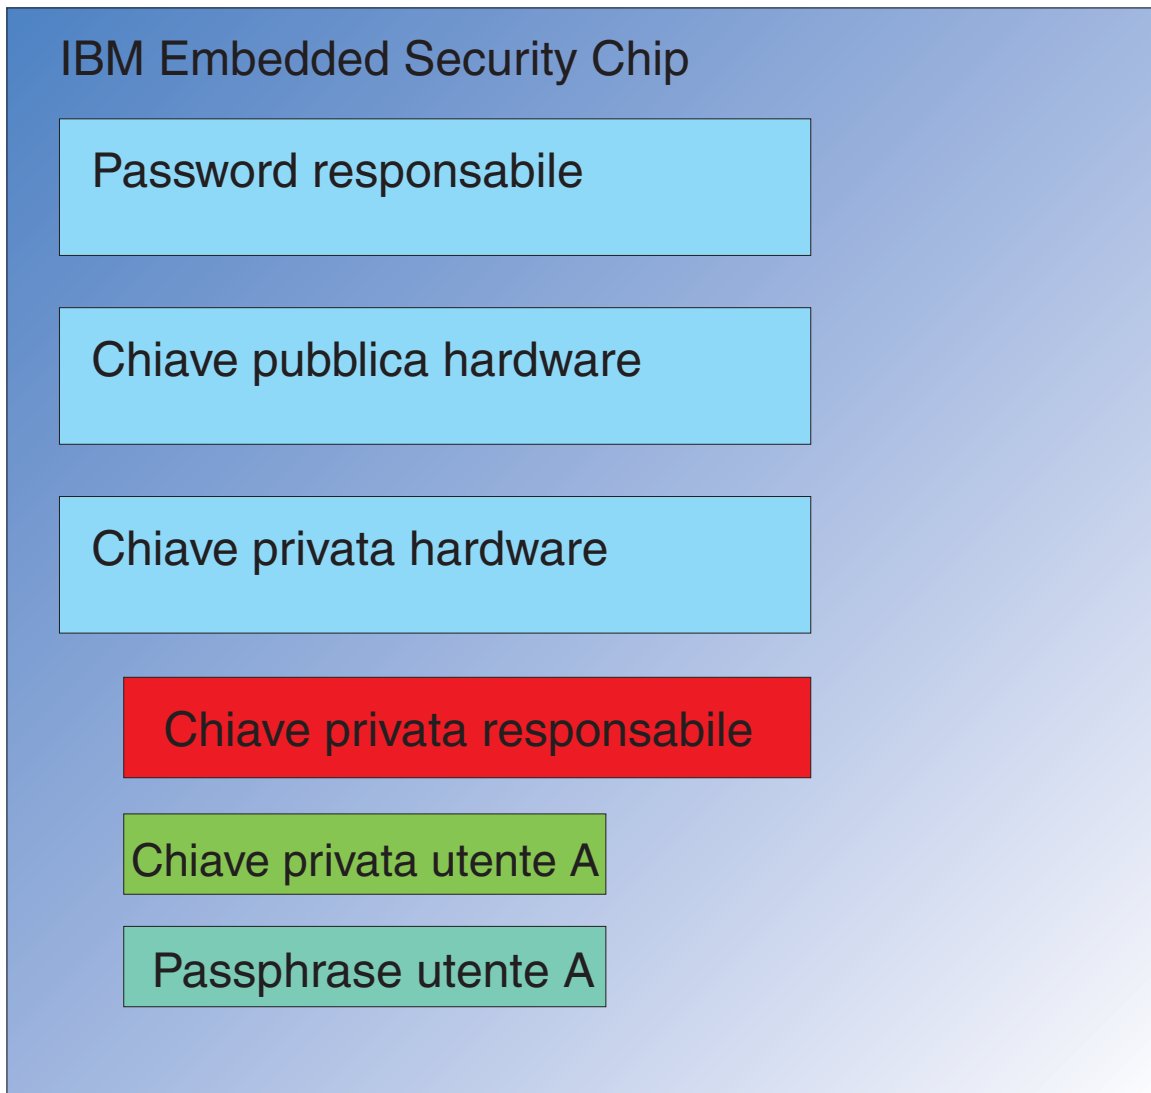 IBM Embedded Security Chip
Password responsabile
Chiave pubblica hardware
Chiave privata hardware
Chiave privata responsabile
Chiave privata utente A
Passphrase utente A